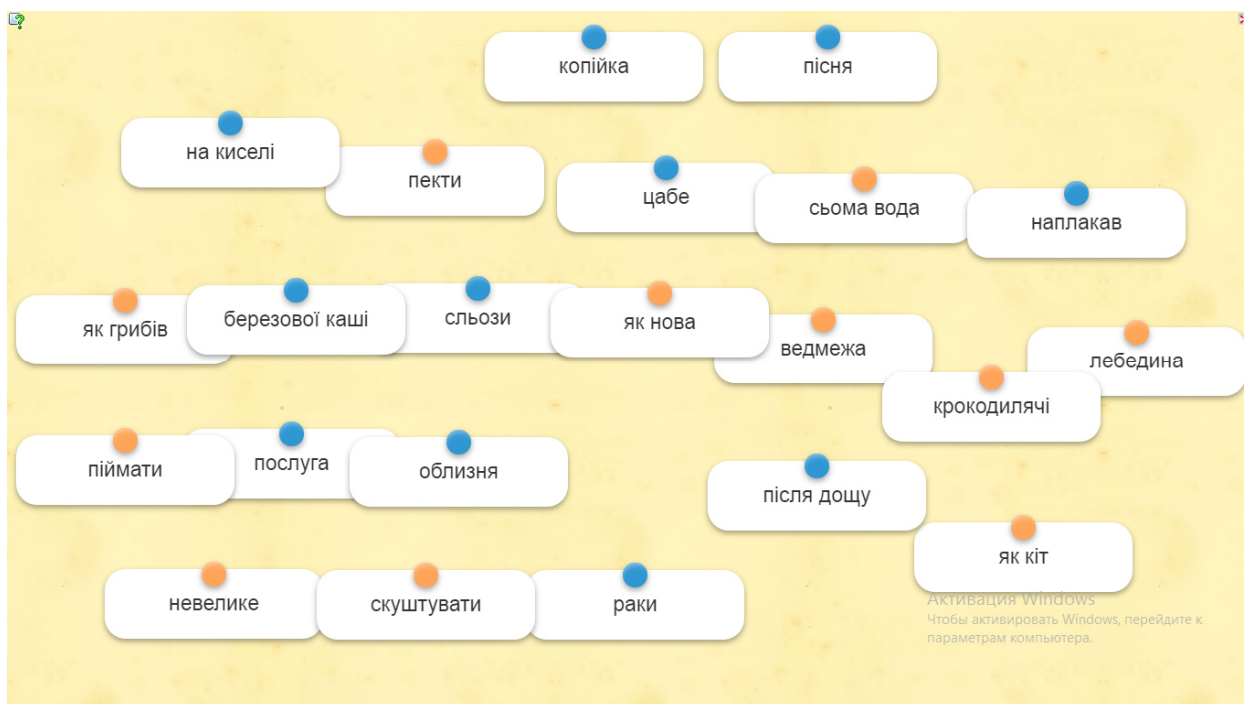 копійка
пісня
на киселі
пекти
цабе
сьома вода
наплакав
як грибів
березової каші
сльози
як нова
ведмежа
лебедина
крокодилячі
піймати
послуга
облизня
після дощу
як кіт
невелике
скуштувати
раки
Активация Windows
Чтобы активировать Windows, перейдите к
параметрам компьютера.